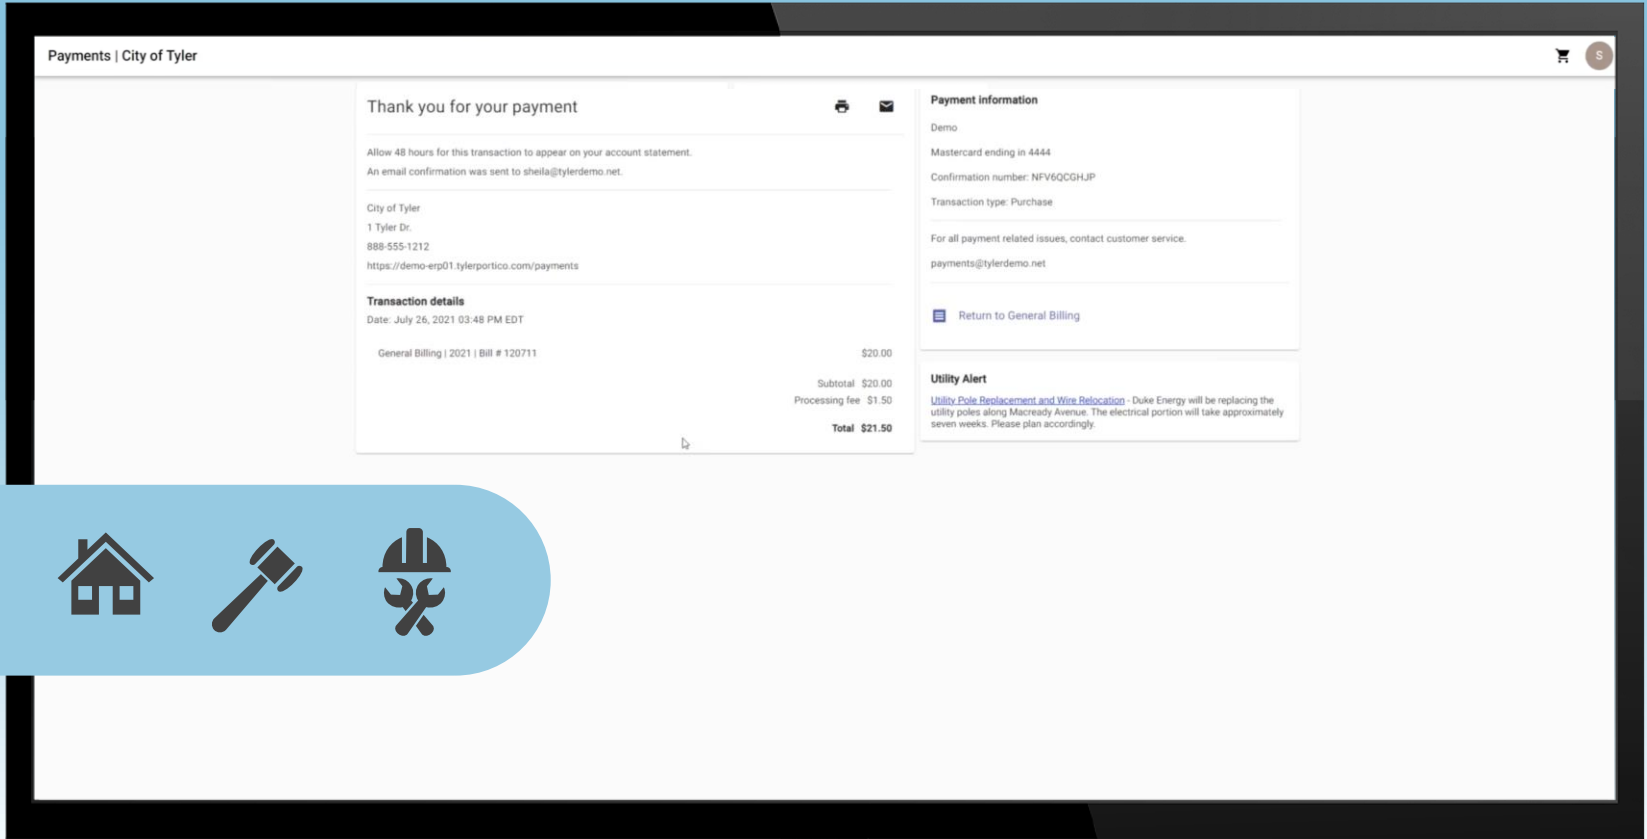 Payments | City of Tyler
S
Thank you for your payment
Allow 48 hours for this transaction to appear on your account statement.
An email confirmation was sent to sheila@tylerdemo.net.
City of Tyler
1 Tyler Dr.
888-555-1212
https://demo-erp01.tylerportico.com/payments
Transaction details
Date: July 26, 2021 03:48 PM EDT
General Billing | 2021 | Bill # 120711 $20.00
Subtotal $20.00
Processing fee $1.50
Total $21.50
Payment information
Demo
Mastercard ending in 4444
Confirmation number: NFV6QCGHJP
Transaction type: Purchase
For all payment related issues, contact customer service.
payments@tylerdemo.net
Return to General Billing
Utility Alert
Utility Pole Replacement and Wire Relocation - Duke Energy will be replacing the
utility poles along Macready Avenue. The electrical portion will take approximately
seven weeks. Please plan accordingly.